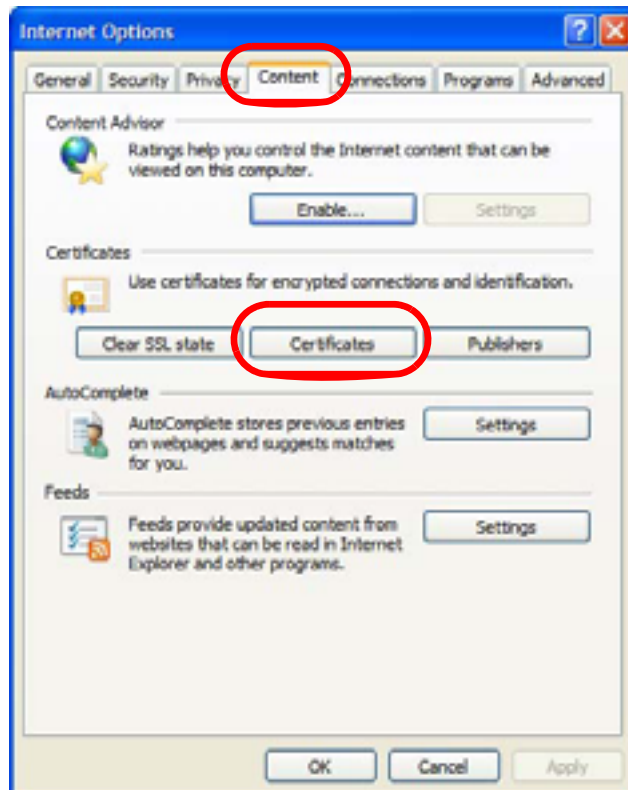 Internet Options
General Security Privacy Content Connections Programs Advanced
Content Advisor
Ratings help you control the Internet content that can be
viewed on this computer.
Enable... Settings
Certificates
Use certificates for encrypted connections and identification.
Clear SSL state Certificates Publishers
AutoComplete
AutoComplete stores previous entries
on webpages and suggests matches
for you.
Settings
Feeds
Feeds provide updated content from
websites that can be read in Internet
Explorer and other programs.
Settings
OK Cancel Apply